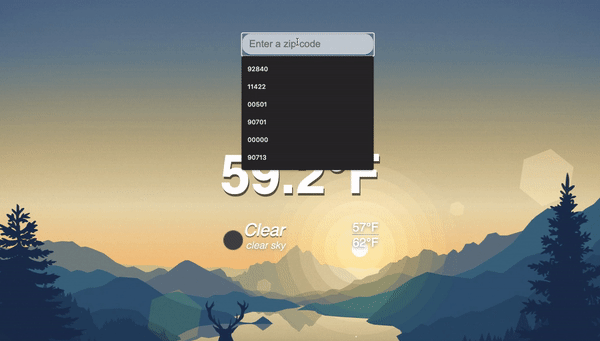 Enter a zip code
92840
11422
00501
90701
00000
90713
59.2°F
Clear
57°F
clear sky
62°F